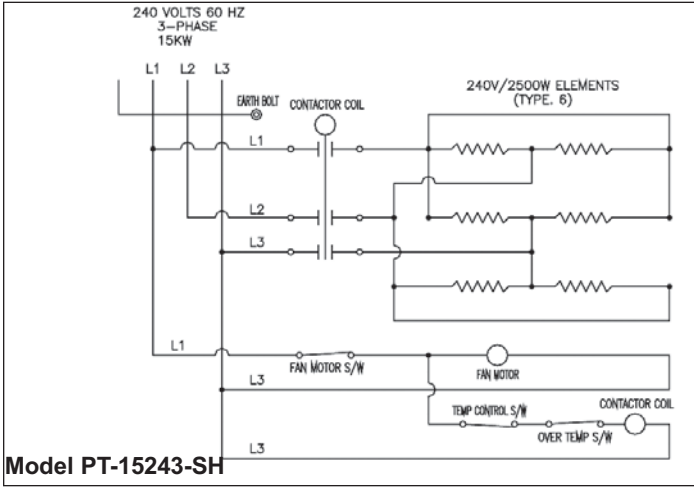 240 VOLTS 60 HZ
3-PHASE
15KW
L1 L2 L3
240V/2500W ELEMENTS
(TYPE. 6)
EARTH BOLT
CONTACTOR COIL
L1
L2
L3
L1
FAN MOTOR S/W
FAN MOTOR
L3
TEMP CONTROL S/W
CONTACTOR COIL
OVER TEMP S/W
L3
Model PT-15243-SH